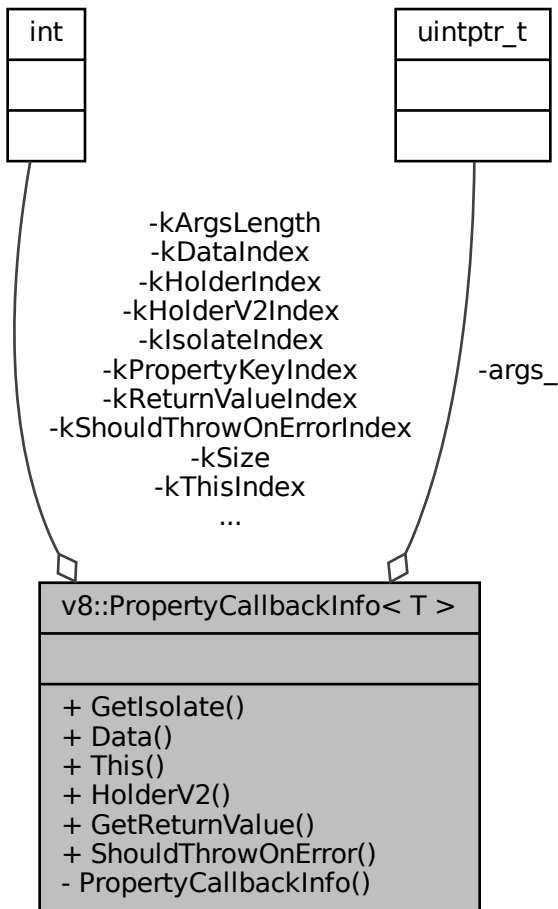 int
uintptr_t
-kArgsLength
-kDataIndex
-kHolderIndex
-kHolderV2Index
-kIsolateIndex
-kPropertyKeyIndex
-kReturnValueIndex
-kShouldThrowOnErrorIndex
-kSize
-kThisIndex
...
-args_
v8::PropertyCallbackInfo< T >
+ GetIsolate()
+ Data()
+ This()
+ HolderV2()
+ GetReturnValue()
+ ShouldThrowOnError()
- PropertyCallbackInfo()